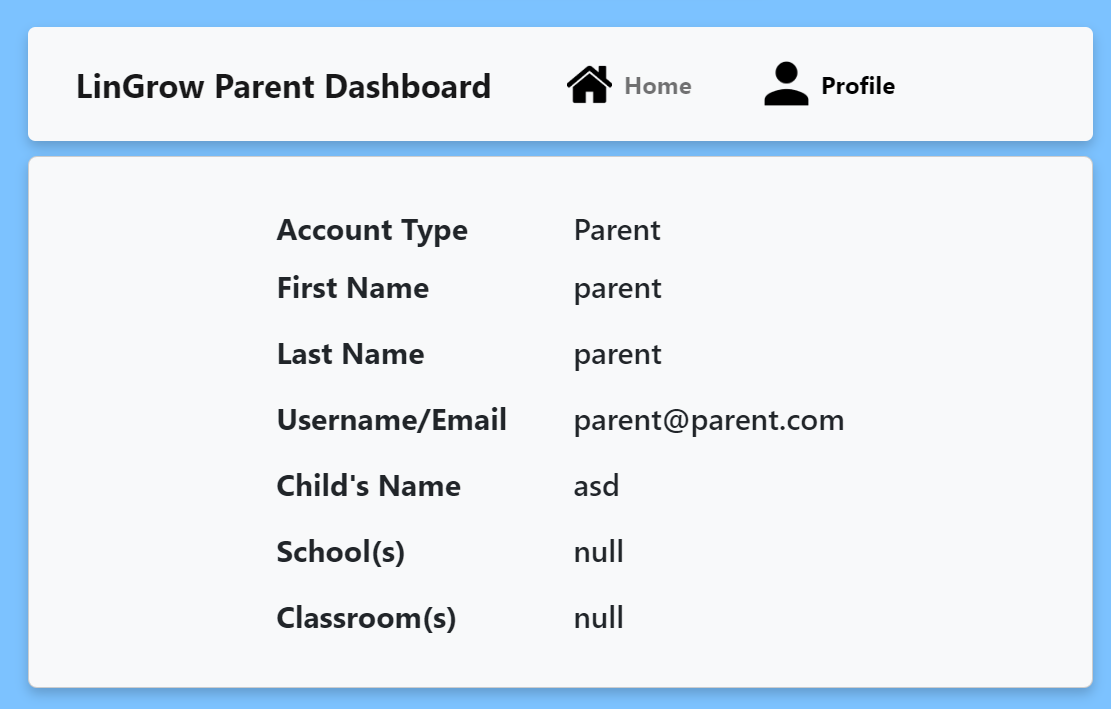 LinGrow Parent Dashboard Home Profile
Account Type Parent
First Name parent
Last Name parent
Username/Email parent@parent.com
Child's Name asd
School(s) null
Classroom(s) null